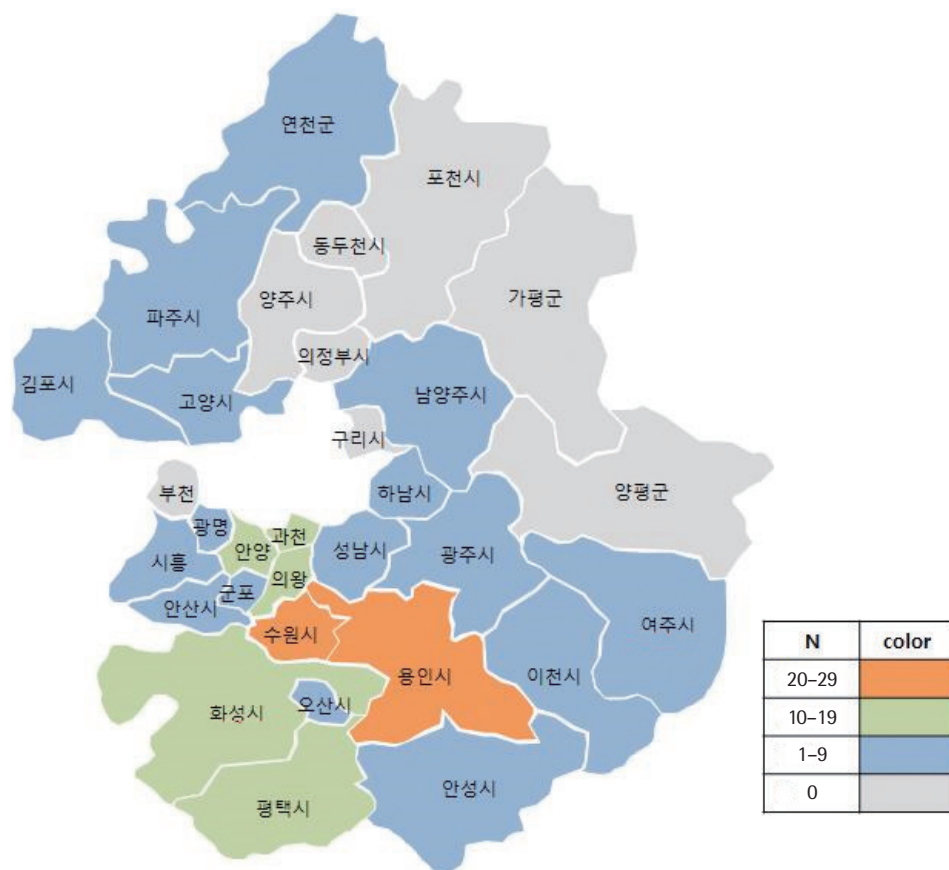 연천군
포천시
동두천시
양주시
가평군
파주시
의정부시
김포시
고양시
남양주시
구리시
부천
하남시
양평군
광명
안양
과천
성남시
광주시
시흥
의왕
군포
안산시
수원시
여주시
용인시
이천시
화성시
오산시
안성시
평택시
N color
20–29
10–19
1–9
0